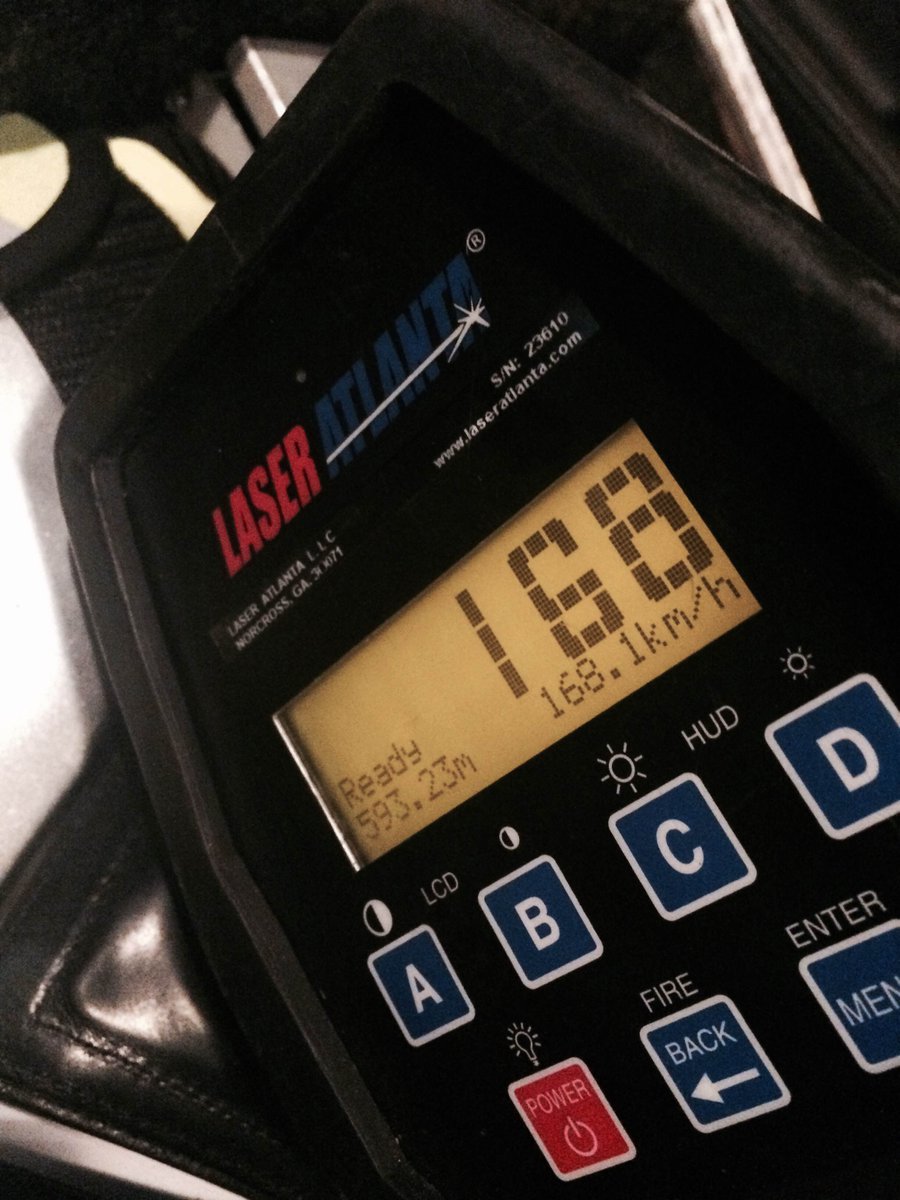 LASER ATLANTA®
S/N: 23610
www.laseratlanta.com
LASER ATLANTA L.L.C
NORCROSS, GA. 30071
168
168.1km/h
Ready
593.23m
LCD
HUD
A
B
C
D
FIRE
ENTER
POWER
BACK
MEN